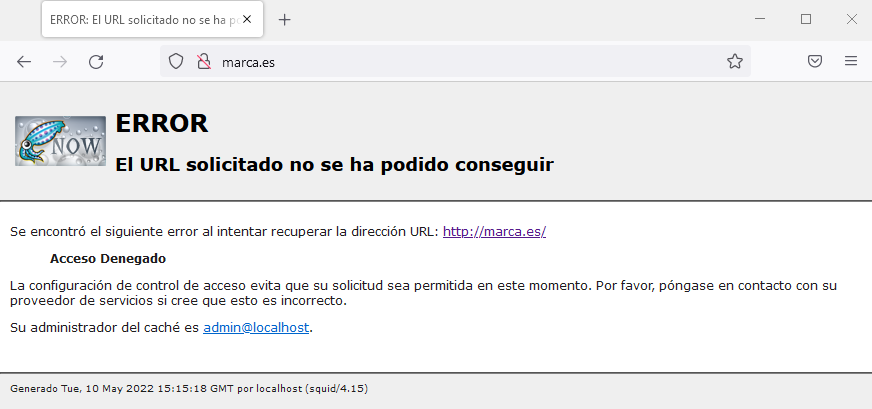 ERROR: El URL solicitado no se ha p
marca.es
NOW
ERROR
El URL solicitado no se ha podido conseguir
Se encontró el siguiente error al intentar recuperar la dirección URL: http://marca.es/
Acceso Denegado
La configuración de control de acceso evita que su solicitud sea permitida en este momento. Por favor, póngase en contacto con su
proveedor de servicios si cree que esto es incorrecto.
Su administrador del caché es admin@localhost.
Generado Tue, 10 May 2022 15:15:18 GMT por localhost (squid/4.15)